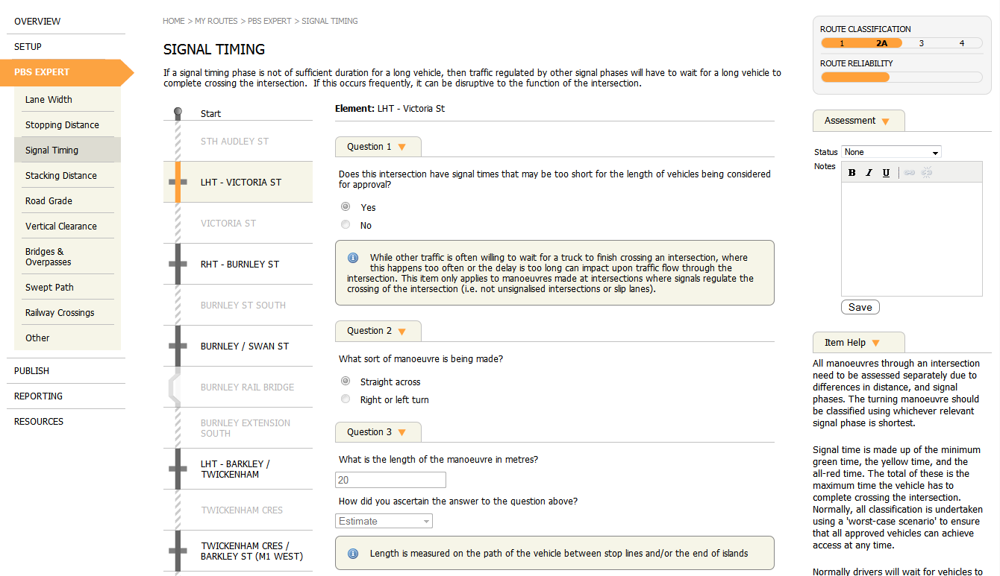 OVERVIEW
SETUP
PBS EXPERT
Lane Width
Stopping Distance
Signal Timing
Stacking Distance
Road Grade
Vertical Clearance
Bridges &
Overpasses
Swept Path
Railway Crossings
Other
PUBLISH
REPORTING
RESOURCES
HOME > MY ROUTES > PBS EXPERT > SIGNAL TIMING
SIGNAL TIMING
If a signal timing phase is not of sufficient duration for a long vehicle, then traffic regulated by other signal phases will have to wait for a long vehicle to
complete crossing the intersection. If this occurs frequently, it can be disruptive to the function of the intersection.
Start
STH AUDLEY ST
LHT - VICTORIA ST
VICTORIA ST
RHT - BURNLEY ST
BURNLEY ST SOUTH
BURNLEY / SWAN ST
BURNLEY RAIL BRIDGE
BURNLEY EXTENSION
SOUTH
LHT - BARKLEY /
TWICKENHAM
TWICKENHAM CRES
TWICKENHAM CRES /
BARKLEY ST (M1 WEST)
Element: LHT - Victoria St
Question 1
Does this intersection have signal times that may be too short for the length of vehicles being considered
for approval?
Yes
No
While other traffic is often willing to wait for a truck to finish crossing an intersection, where
this happens too often or the delay is too long can impact upon traffic flow through the
intersection. This item only applies to manoeuvres made at intersections where signals regulate the
crossing of the intersection (i.e. not unsignalised intersections or slip lanes).
Question 2
What sort of manoeuvre is being made?
Straight across
Right or left turn
Question 3
What is the length of the manoeuvre in metres?
20
How did you ascertain the answer to the question above?
Estimate
Length is measured on the path of the vehicle between stop lines and/or the end of islands
ROUTE CLASSIFICATION
1 2A 3 4
ROUTE RELIABILITY
Assessment
Status None
Notes
B I U
Save
Item Help
All manoeuvres through an intersection
need to be assessed separately due to
differences in distance, and signal
phases. The turning manoeuvre should
be classified using whichever relevant
signal phase is shortest.
Signal time is made up of the minimum
green time, the yellow time, and the
all-red time. The total of these is the
maximum time the vehicle has to
complete crossing the intersection.
Normally, all classification is undertaken
using a 'worst-case scenario' to ensure
that all approved vehicles can achieve
access at any time.
Normally drivers will wait for vehicles to